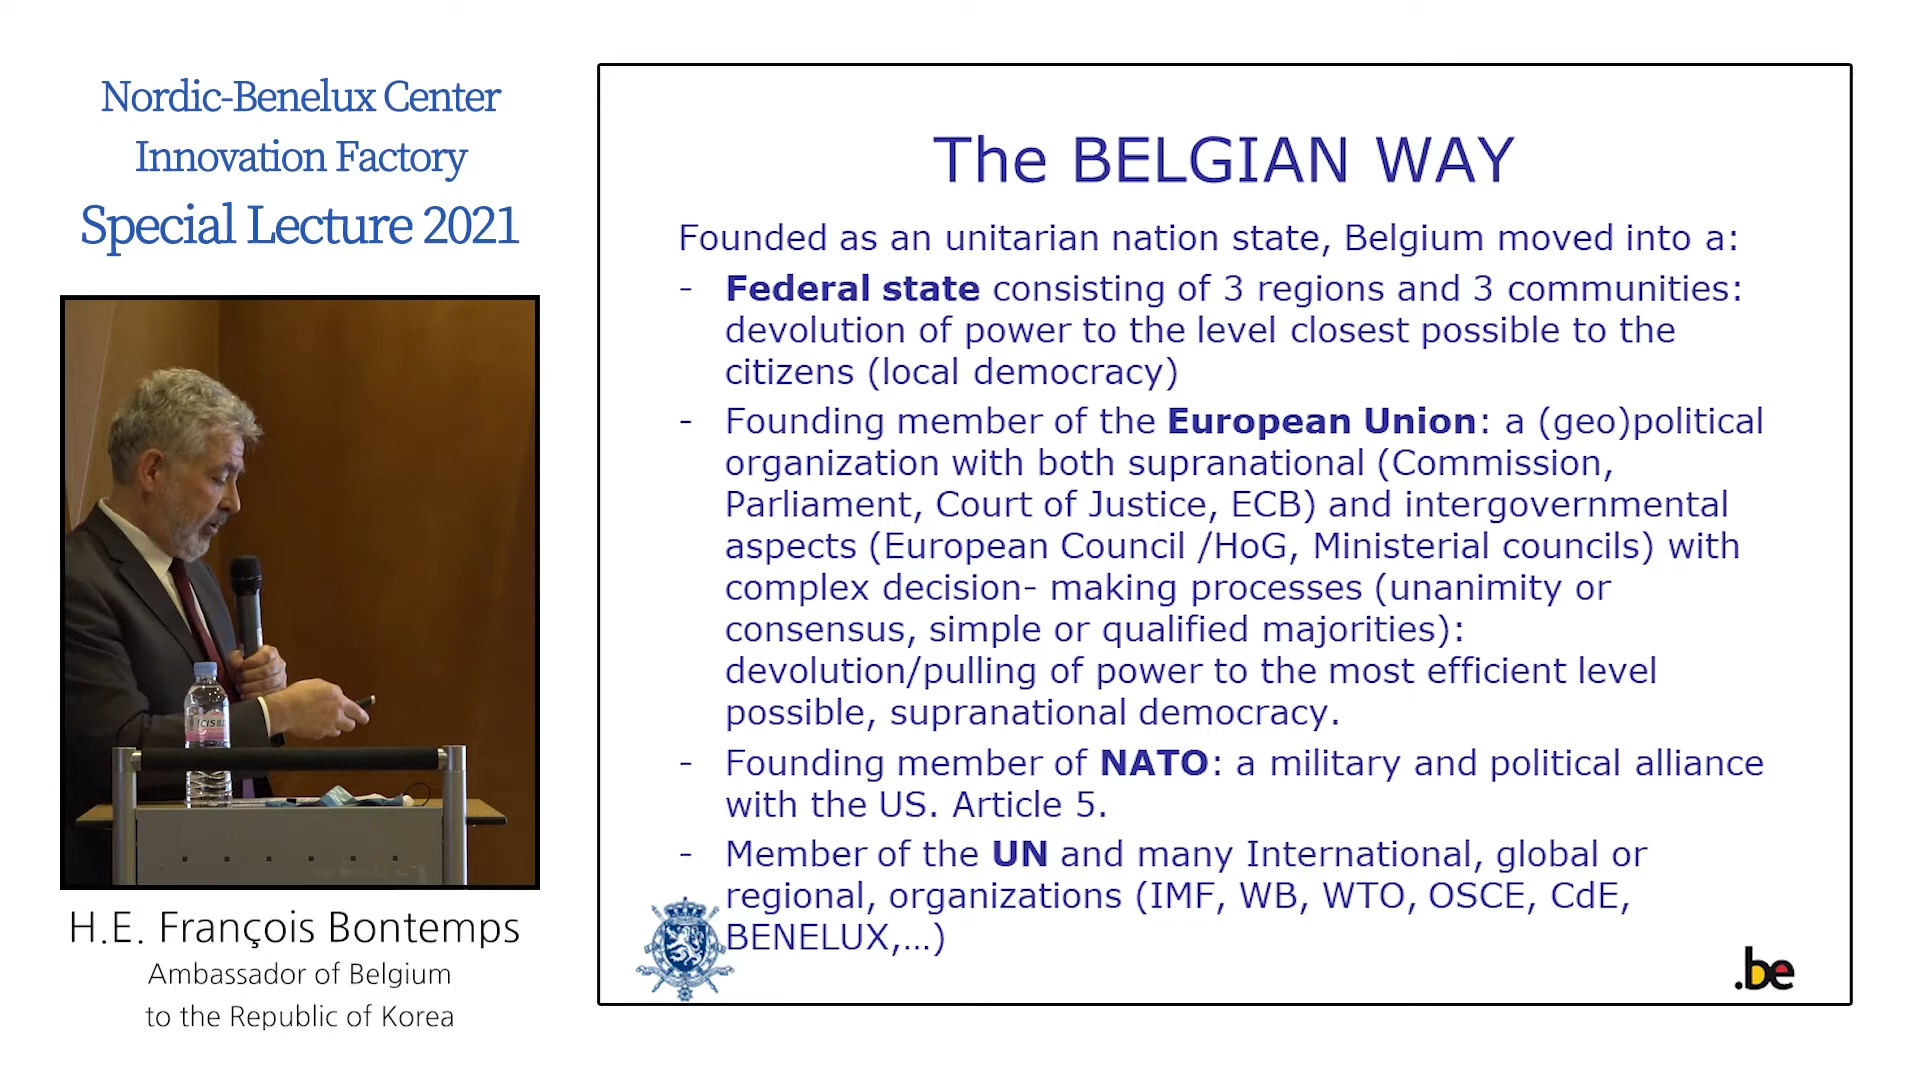 Nordic-Benelux Center
Innovation Factory
Special Lecture 2021
H.E. François Bontemps
Ambassador of Belgium
to the Republic of Korea
The BELGIAN WAY
Founded as an unitarian nation state, Belgium moved into a:
- Federal state consisting of 3 regions and 3 communities:
devolution of power to the level closest possible to the
citizens (local democracy)
- Founding member of the European Union: a (geo)political
organization with both supranational (Commission,
Parliament, Court of Justice, ECB) and intergovernmental
aspects (European Council /HoG, Ministerial councils) with
complex decision- making processes (unanimity or
consensus, simple or qualified majorities):
devolution/pulling of power to the most efficient level
possible, supranational democracy.
- Founding member of NATO: a military and political alliance
with the US. Article 5.
- Member of the UN and many International, global or
regional, organizations (IMF, WB, WTO, OSCE, CdE,
BENELUX,...)
.be